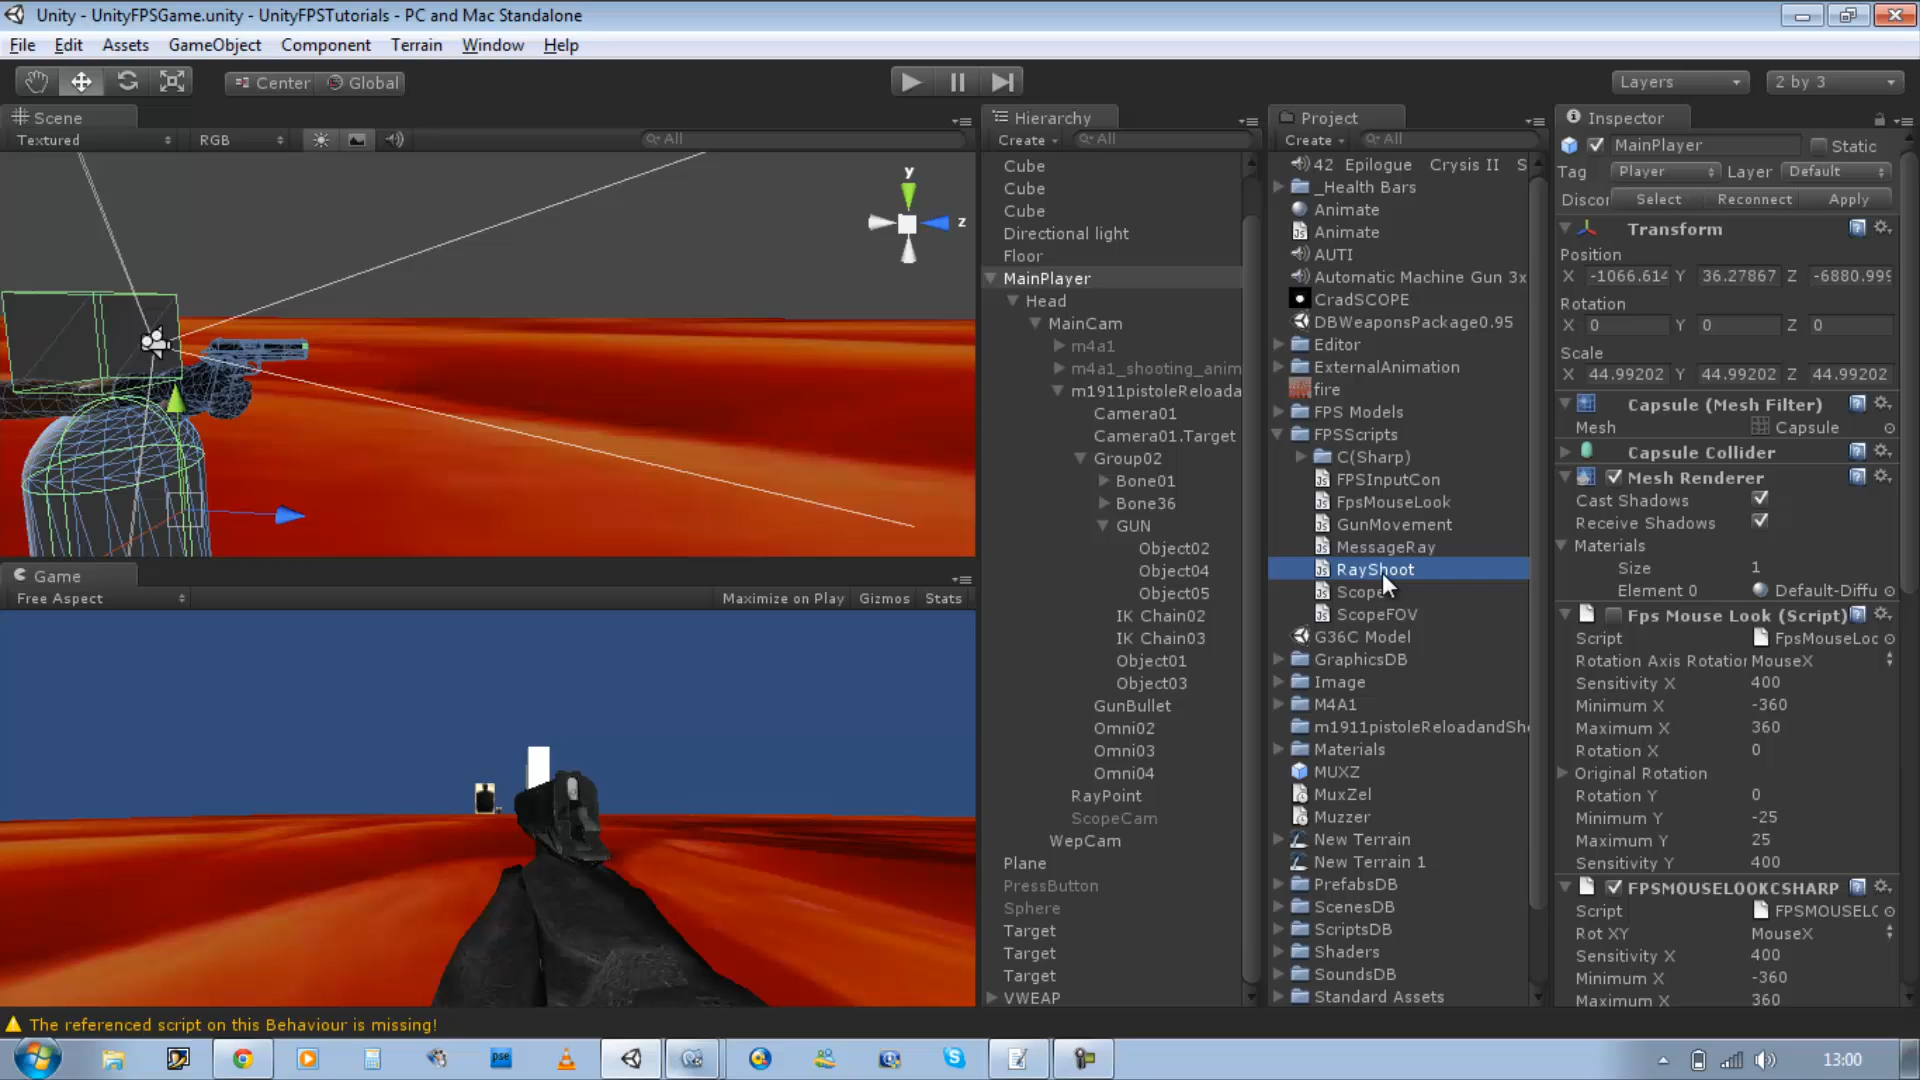 Unity - UnityFPSGame.unity - UnityFPSTutorials - PC and Mac Standalone
File Edit Assets GameObject Component Terrain Window Help
Center Global
Layers
2 by 3
Scene
Textured
RGB
All
Game
Free Aspect
Maximize on Play Gizmos Stats
Hierarchy
Create All
Cube
Cube
Cube
Directional light
Floor
MainPlayer
Head
MainCam
m4a1
m4a1_shooting_anim
m1911pistoleReloada
Camera01
Camera01.Target
Group02
Bone01
Bone36
GUN
Object02
Object04
Object05
IK Chain02
IK Chain03
Object01
Object03
GunBullet
Omni02
Omni03
Omni04
RayPoint
ScopeCam
WepCam
Plane
PressButton
Sphere
Target
Target
Target
VWEAP
Project
Create All
42 Epilogue Crysis II S
_Health Bars
Animate
Animate
AUTI
Automatic Machine Gun 3x
CradSCOPE
DBWeaponsPackage0.95
Editor
ExternalAnimation
fire
FPS Models
FPSScripts
C(Sharp)
FPSInputCon
FpsMouseLook
GunMovement
MessageRay
RayShoot
Scope
ScopeFOV
G36C Model
GraphicsDB
Image
M4A1
m1911pistoleReloadandSh
Materials
MUXZ
MuxZel
Muzzer
New Terrain
New Terrain 1
PrefabsDB
ScenesDB
ScriptsDB
Shaders
SoundsDB
Standard Assets
Inspector
MainPlayer Static
Tag Player Layer Default
Discor Select Reconnect Apply
Transform
Position
X -1066.614 Y 36.27867 Z -6880.999
Rotation
X 0 Y 0 Z 0
Scale
X 44.99202 Y 44.99202 Z 44.99202
Capsule (Mesh Filter)
Mesh Capsule
Capsule Collider
Mesh Renderer
Cast Shadows
Receive Shadows
Materials
Size 1
Element 0 Default-Diffu
Fps Mouse Look (Script)
Script FpsMouseLoc
Rotation Axis Rotatior MouseX
Sensitivity X 400
Minimum X -360
Maximum X 360
Rotation X 0
Original Rotation
Rotation Y 0
Minimum Y -25
Maximum Y 25
Sensitivity Y 400
FPSMOUSELOOKCSHARP
Script FPSMOUSELC
Rot XY MouseX
Sensitivity X 400
Minimum X -360
Maximum X 360
y
z
The referenced script on this Behaviour is missing!
pse
13:00